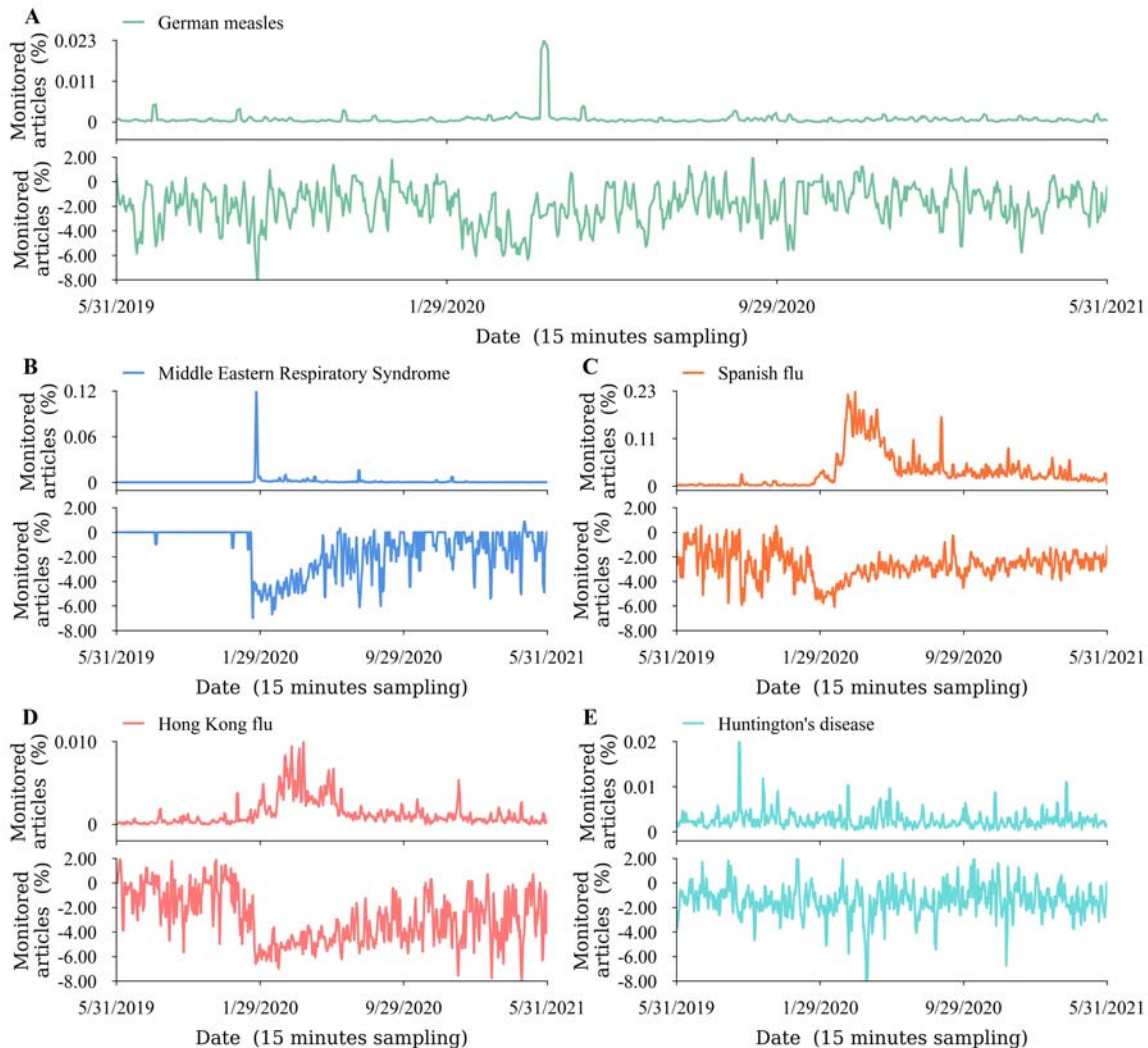 A German measles
Monitored articles (%)
0.023
0.011
0
Monitored articles (%)
2.00
0
-2.00
-4.00
-6.00
-8.00
5/31/2019 1/29/2020 9/29/2020 5/31/2021
Date (15 minutes sampling)
B Middle Eastern Respiratory Syndrome
Monitored articles (%)
0.12
0.06
0
Monitored articles (%)
2.00
0
-2.00
-4.00
-6.00
-8.00
5/31/2019 1/29/2020 9/29/2020 5/31/2021
Date (15 minutes sampling)
C Spanish flu
Monitored articles (%)
0.23
0.11
0
Monitored articles (%)
2.00
0
-2.00
-4.00
-6.00
-8.00
5/31/2019 1/29/2020 9/29/2020 5/31/2021
Date (15 minutes sampling)
D Hong Kong flu
Monitored articles (%)
0.010
0
Monitored articles (%)
2.00
0
-2.00
-4.00
-6.00
-8.00
5/31/2019 1/29/2020 9/29/2020 5/31/2021
Date (15 minutes sampling)
E Huntington's disease
Monitored articles (%)
0.02
0.01
0
Monitored articles (%)
2.00
0
-2.00
-4.00
-6.00
-8.00
5/31/2019 1/29/2020 9/29/2020 5/31/2021
Date (15 minutes sampling)